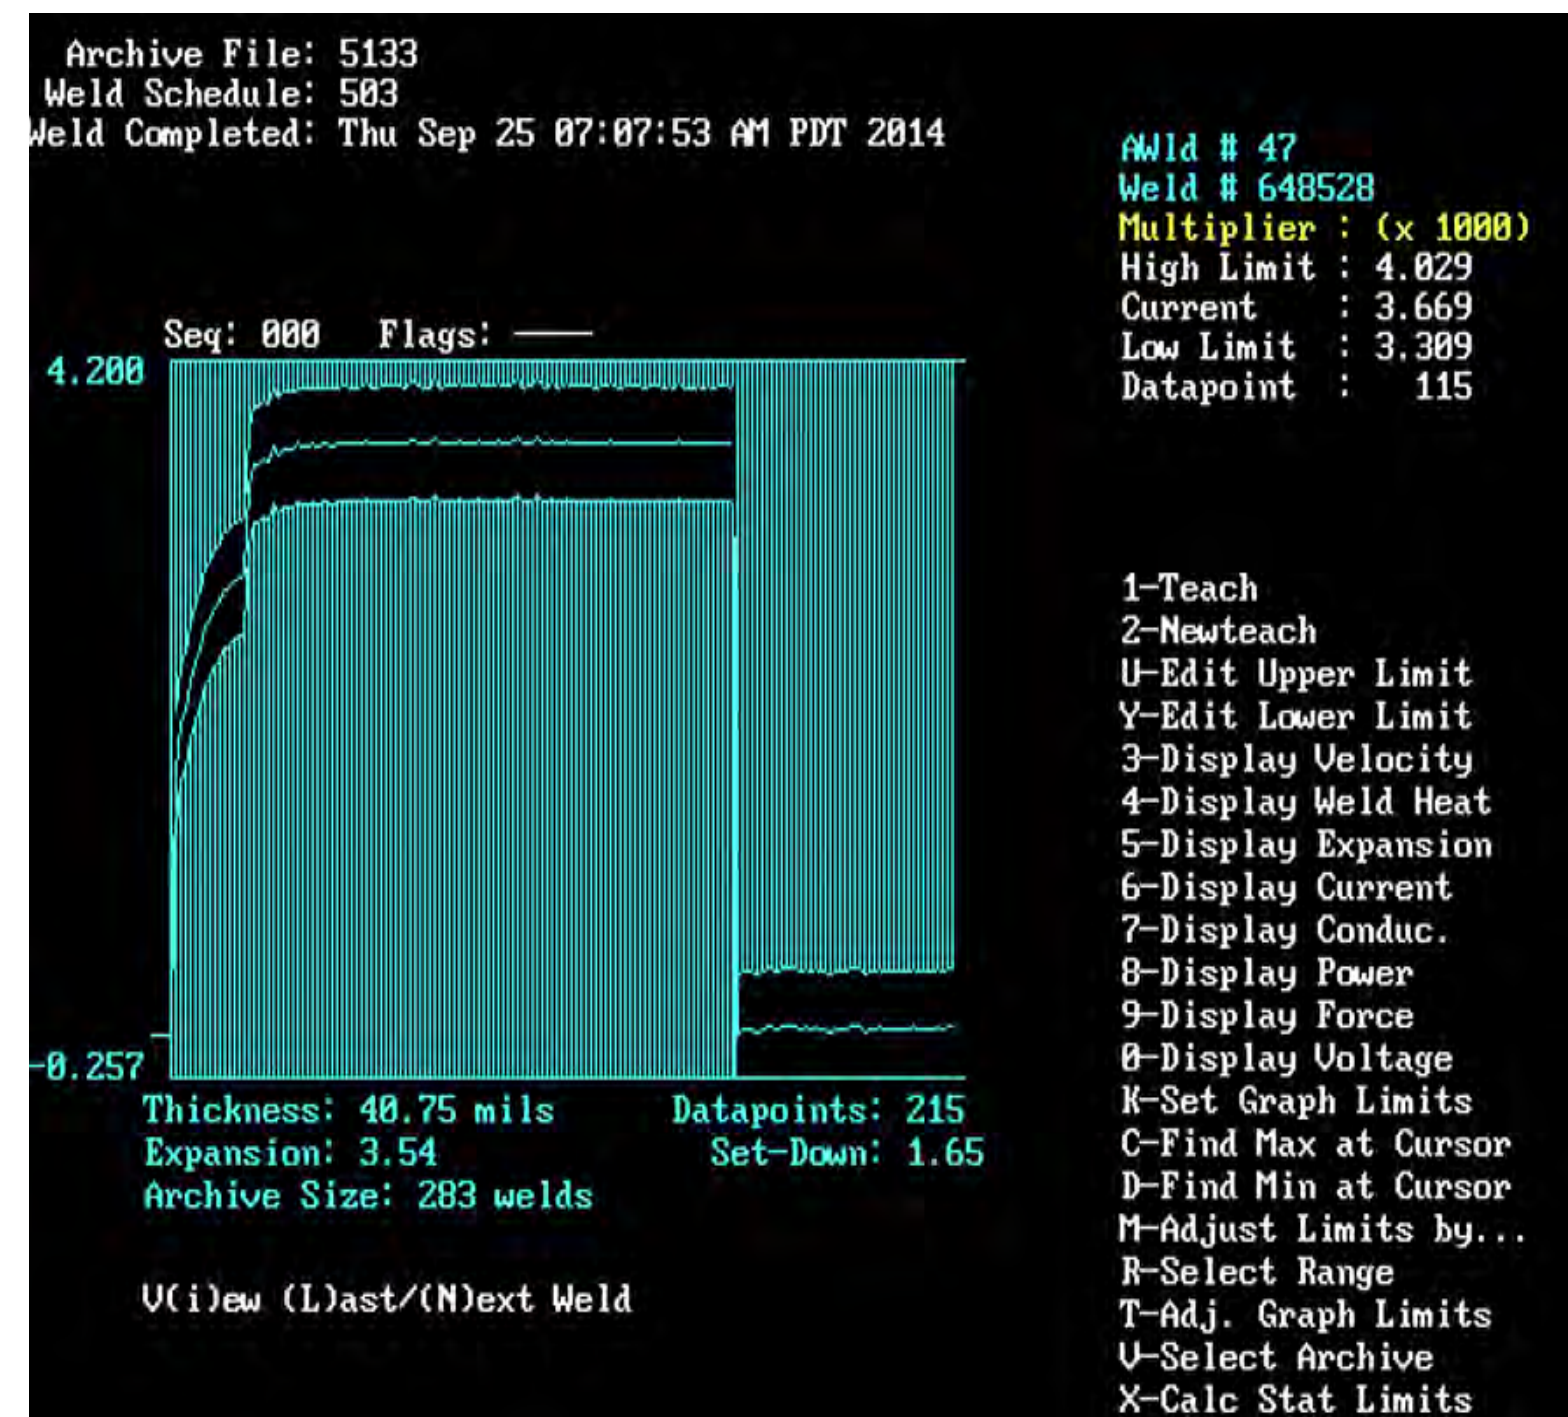 Archive File: 5133
Weld Schedule: 503
Weld Completed: Thu Sep 25 07:07:53 AM PDT 2014
AWld # 47
Weld # 648528
Multiplier : (x 1000)
High Limit : 4.029
Current : 3.669
Low Limit : 3.309
Datapoint : 115
Seq: 000 Flags: ----
4.200
-0.257
Thickness: 40.75 mils Datapoints: 215
Expansion: 3.54 Set-Down: 1.65
Archive Size: 283 welds
V(i)ew (L)ast/(N)ext Weld
1-Teach
2-Newteach
U-Edit Upper Limit
Y-Edit Lower Limit
3-Display Velocity
4-Display Weld Heat
5-Display Expansion
6-Display Current
7-Display Conduc.
8-Display Power
9-Display Force
0-Display Voltage
K-Set Graph Limits
C-Find Max at Cursor
D-Find Min at Cursor
M-Adjust Limits by...
R-Select Range
T-Adj. Graph Limits
V-Select Archive
X-Calc Stat Limits